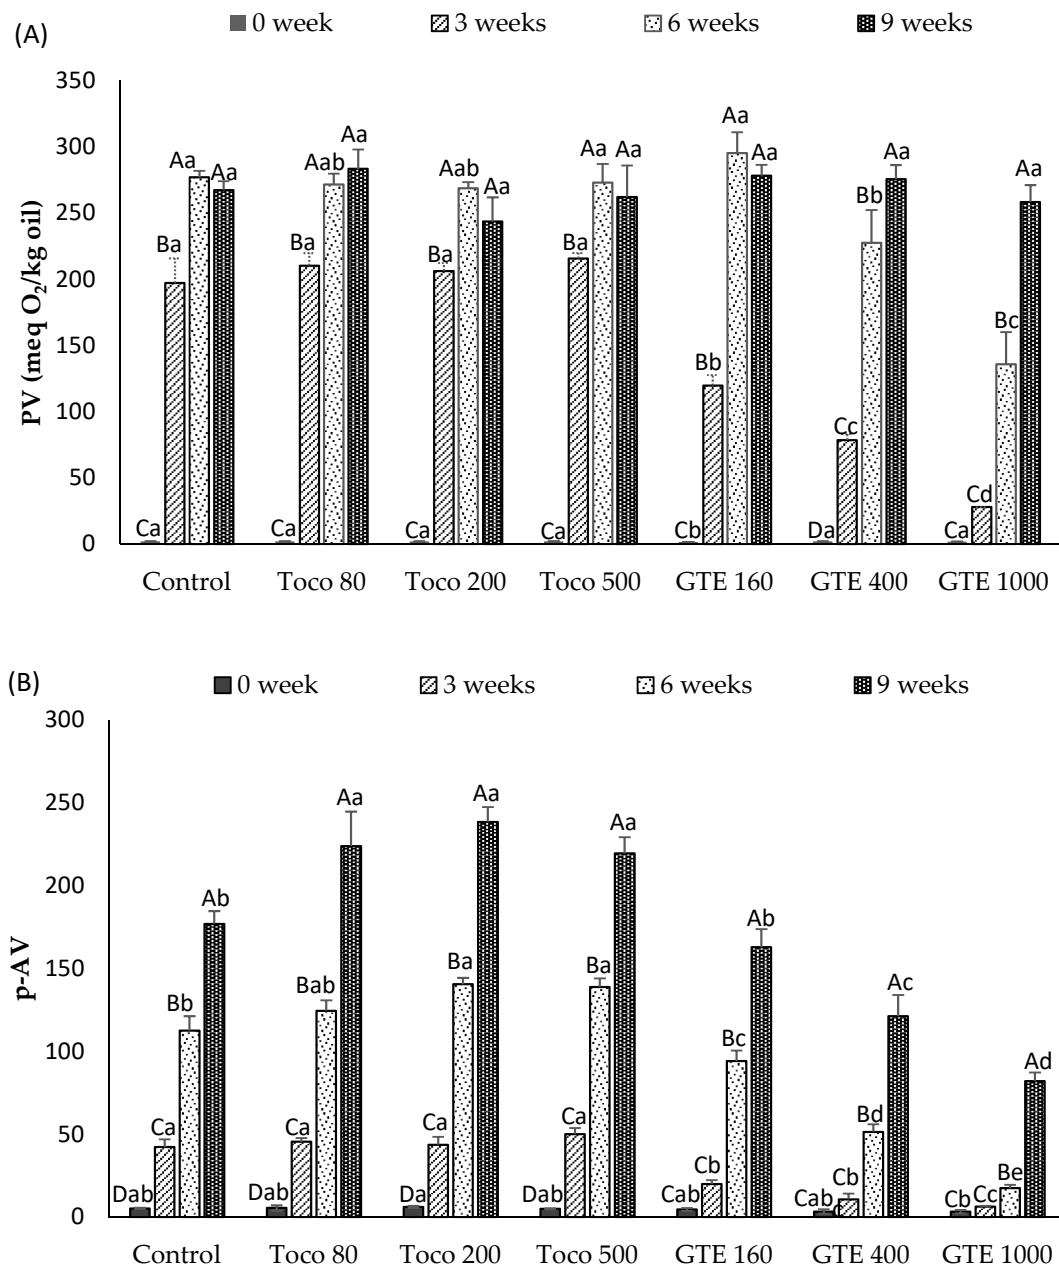 (A)
0 week 3 weeks 6 weeks 9 weeks
350
300
250
200
150
100
50
0
PV (meq O₂/kg oil)
Ca Ba Aa Aa
Ca Ba Aab Aa
Ca Ba Aab Aa
Ca Ba Aa Aa
Cb Bb Aa Aa
Da Cc Bb Aa
Ca Cd Bc Aa
Control Toco 80 Toco 200 Toco 500 GTE 160 GTE 400 GTE 1000
(B)
0 week 3 weeks 6 weeks 9 weeks
300
250
200
150
100
50
0
p-AV
Dab Ca Bb Ab
Dab Ca Bab Aa
Da Ca Ba Aa
Dab Ca Ba Aa
Cab Cb Bc Ab
Cab Cb Bd Ac
Cb Cc Be Ad
Control Toco 80 Toco 200 Toco 500 GTE 160 GTE 400 GTE 1000